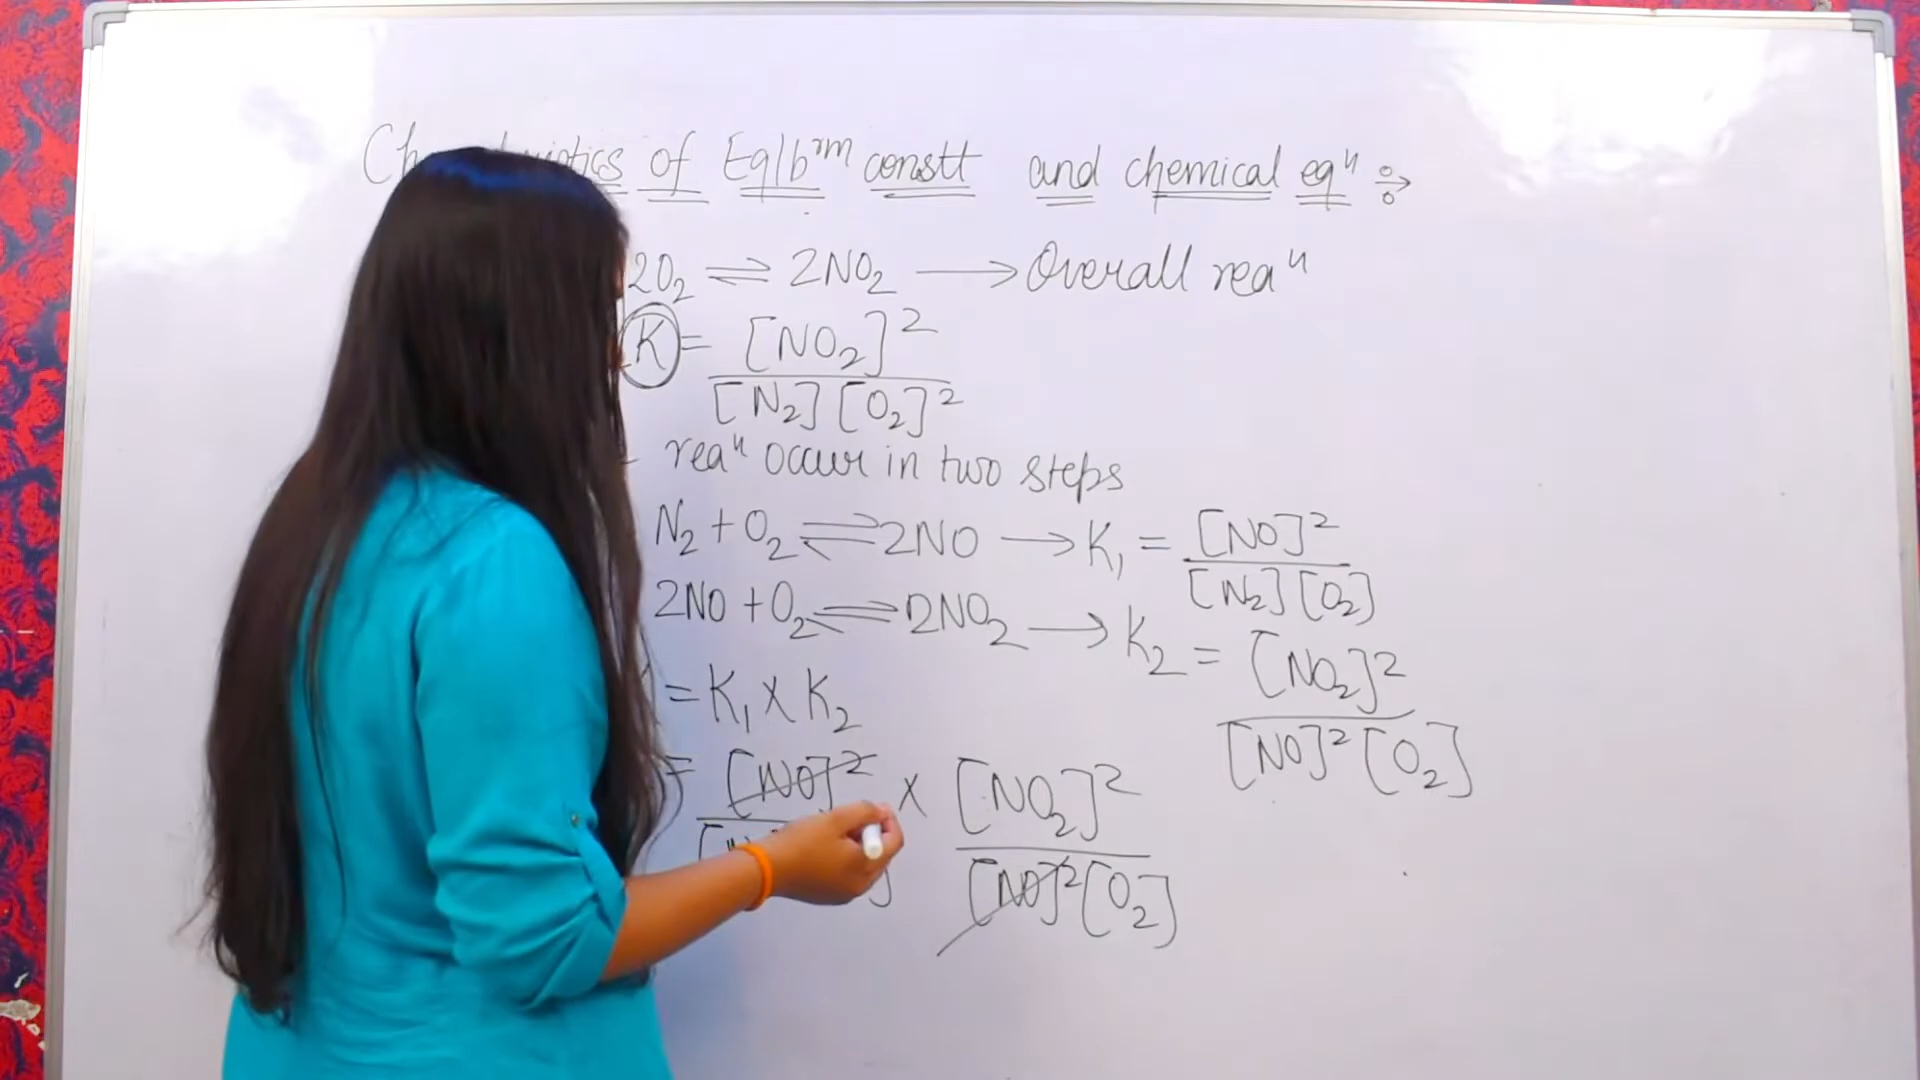 of Eqlbʳᵐ constt and chemical eqⁿ ÷>
2O₂ ⇌ 2NO₂ → Overall reaⁿ
K = [NO₂]² / [N₂] [O₂]²
reaⁿ occur in two steps
N₂ + O₂ ⇌ 2NO → K₁ = [NO]² / [N₂] [O₂]
2NO + O₂ ⇌ 2NO₂ → K₂ = [NO₂]² / [NO]² [O₂]
= K₁ X K₂
= [NO]² x [NO₂]² / [NO]² [O₂]